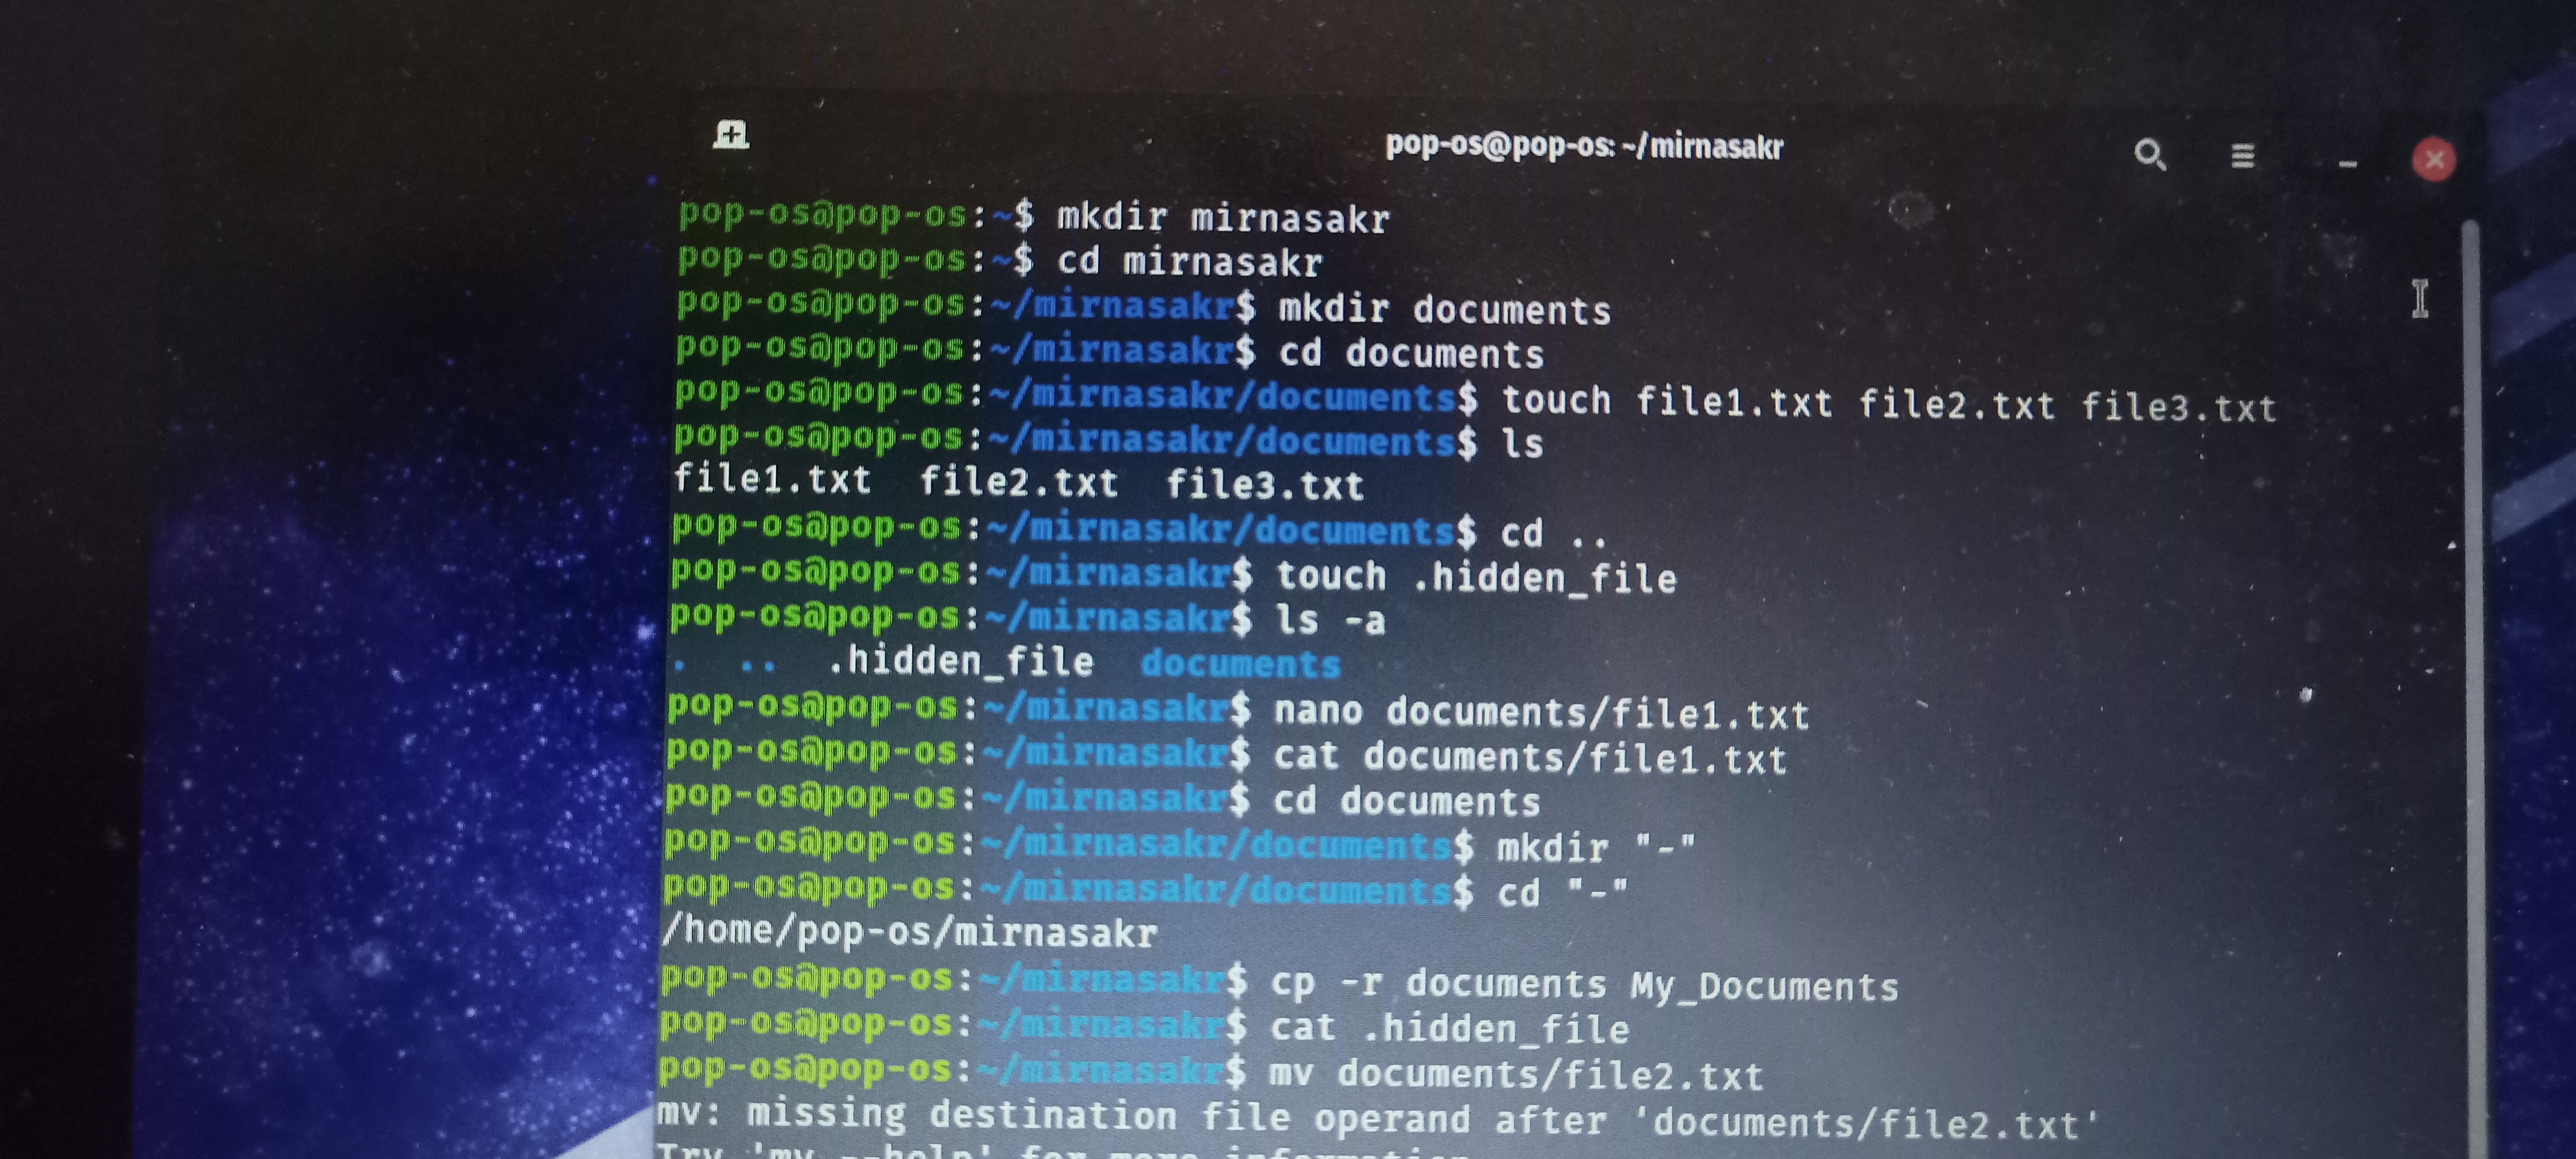 pop-os@pop-os: ~/mirnasakr
pop-os@pop-os:~$ mkdir mirnasakr
pop-os@pop-os:~$ cd mirnasakr
pop-os@pop-os:~/mirnasakr$ mkdir documents
pop-os@pop-os:~/mirnasakr$ cd documents
pop-os@pop-os:~/mirnasakr/documents$ touch file1.txt file2.txt file3.txt
pop-os@pop-os:~/mirnasakr/documents$ ls
file1.txt  file2.txt  file3.txt
pop-os@pop-os:~/mirnasakr/documents$ cd ..
pop-os@pop-os:~/mirnasakr$ touch .hidden_file
pop-os@pop-os:~/mirnasakr$ ls -a
.  ..  .hidden_file  documents
pop-os@pop-os:~/mirnasakr$ nano documents/file1.txt
pop-os@pop-os:~/mirnasakr$ cat documents/file1.txt
pop-os@pop-os:~/mirnasakr$ cd documents
pop-os@pop-os:~/mirnasakr/documents$ mkdir "-"
pop-os@pop-os:~/mirnasakr/documents$ cd "-"
/home/pop-os/mirnasakr
pop-os@pop-os:~/mirnasakr$ cp -r documents My_Documents
pop-os@pop-os:~/mirnasakr$ cat .hidden_file
pop-os@pop-os:~/mirnasakr$ mv documents/file2.txt
mv: missing destination file operand after 'documents/file2.txt'
Try 'mv --help' for more information